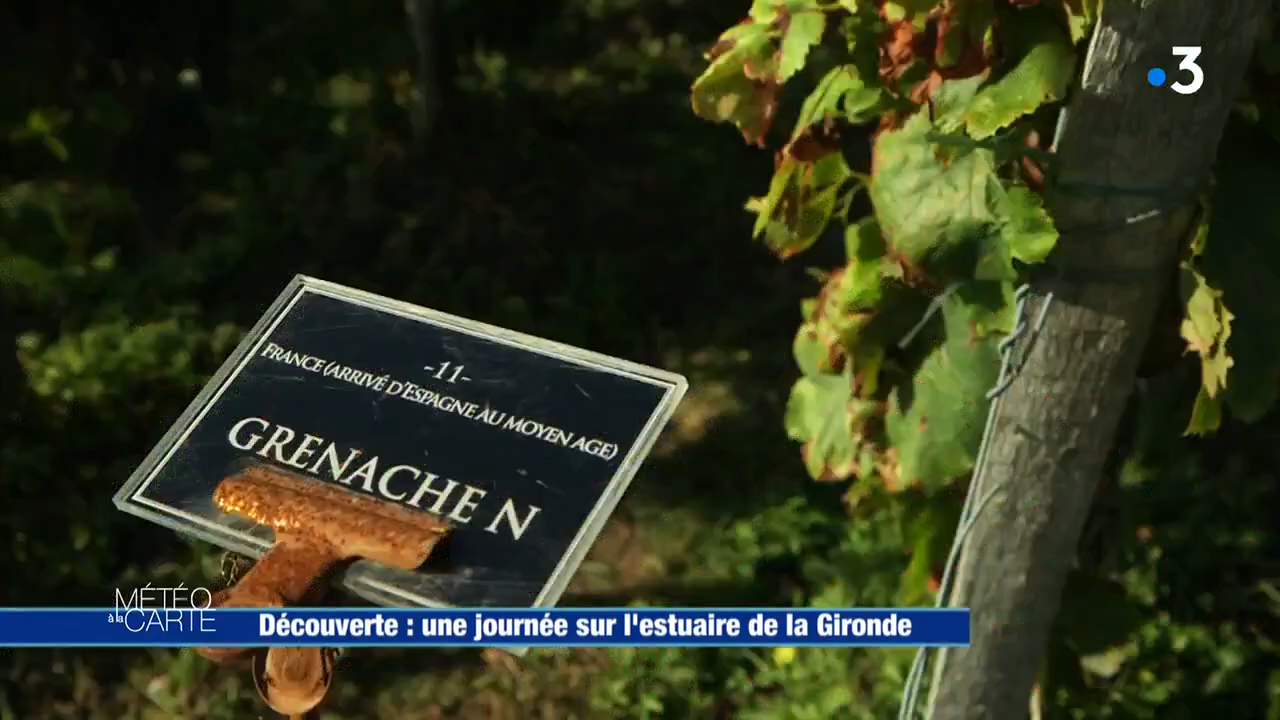 3
-11-
FRANCE (ARRIVÉ D'ESPAGNE AU MOYEN AGE)
GRENACHE N
MÉTÉO
à la CARTE
Découverte : une journée sur l'estuaire de la Gironde